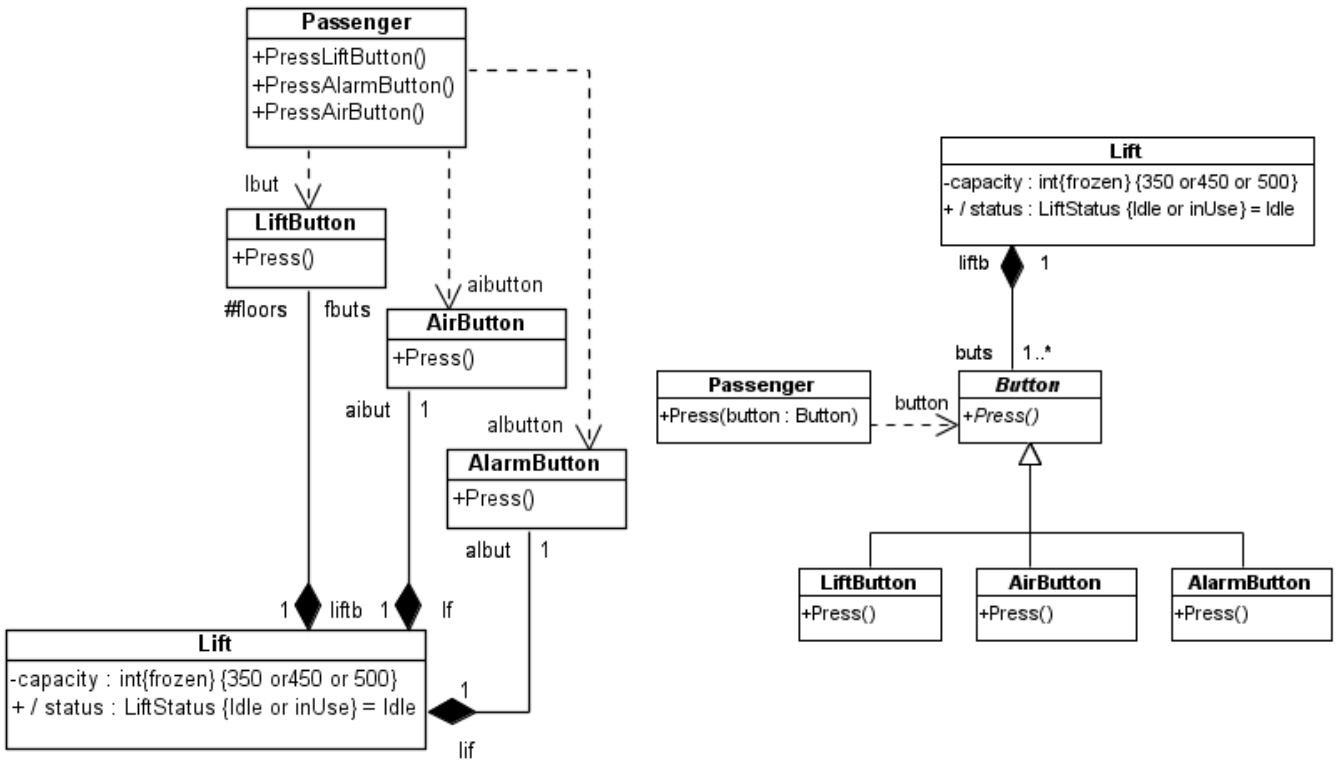 Passenger
+PressLiftButton()
+PressAlarmButton()
+PressAirButton()
lbut
LiftButton
+Press()
#floors
fbuts
aibutton
AirButton
+Press()
aibut
1
albutton
AlarmButton
+Press()
albut
1
1
liftb
1
lf
Lift
-capacity : int{frozen} {350 or450 or 500}
+ / status : LiftStatus {Idle or inUse} = Idle
1
lif
Lift
-capacity : int{frozen} {350 or450 or 500}
+ / status : LiftStatus {Idle or inUse} = Idle
liftb
1
buts
1..*
Passenger
+Press(button : Button)
button
Button
+Press()
LiftButton
+Press()
AirButton
+Press()
AlarmButton
+Press()